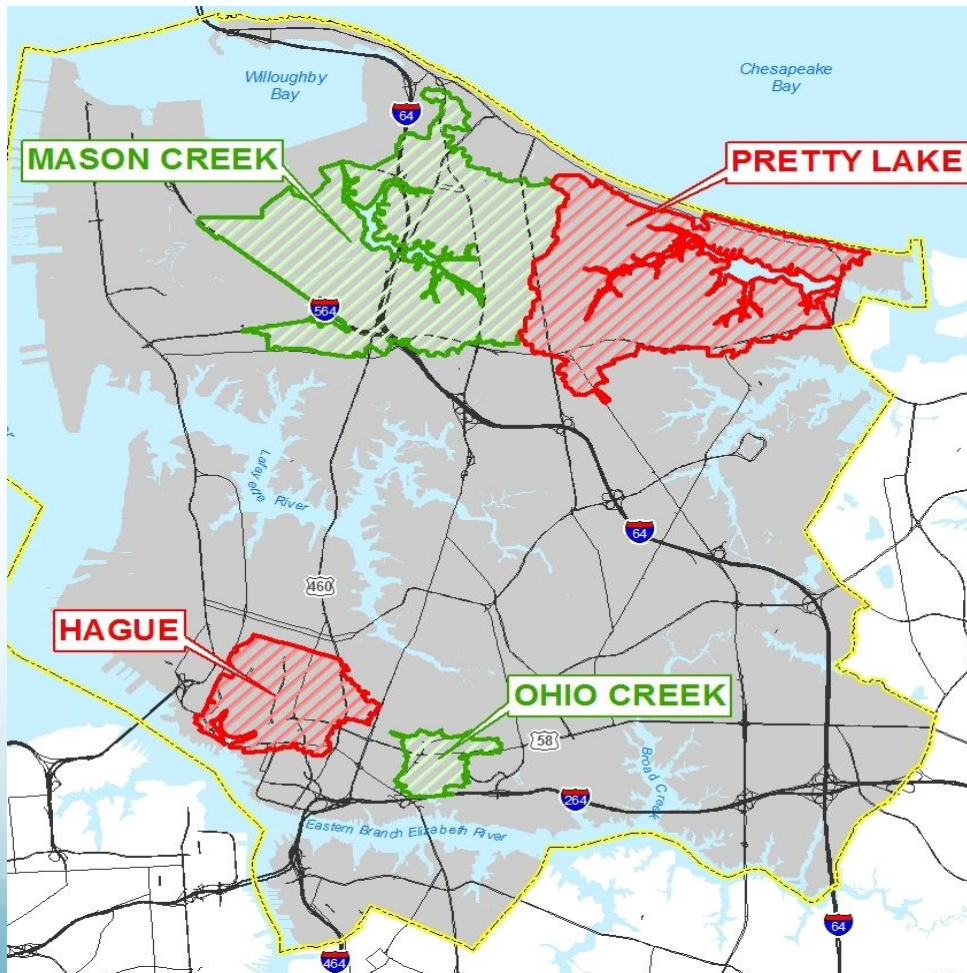 Willoughby
Bay
Chesapeake
Bay
64
MASON CREEK
PRETTY LAKE
564
Lafayette
River
64
460
HAGUE
OHIO CREEK
58
Broad Creek
264
Eastern Branch Elizabeth River
64
464